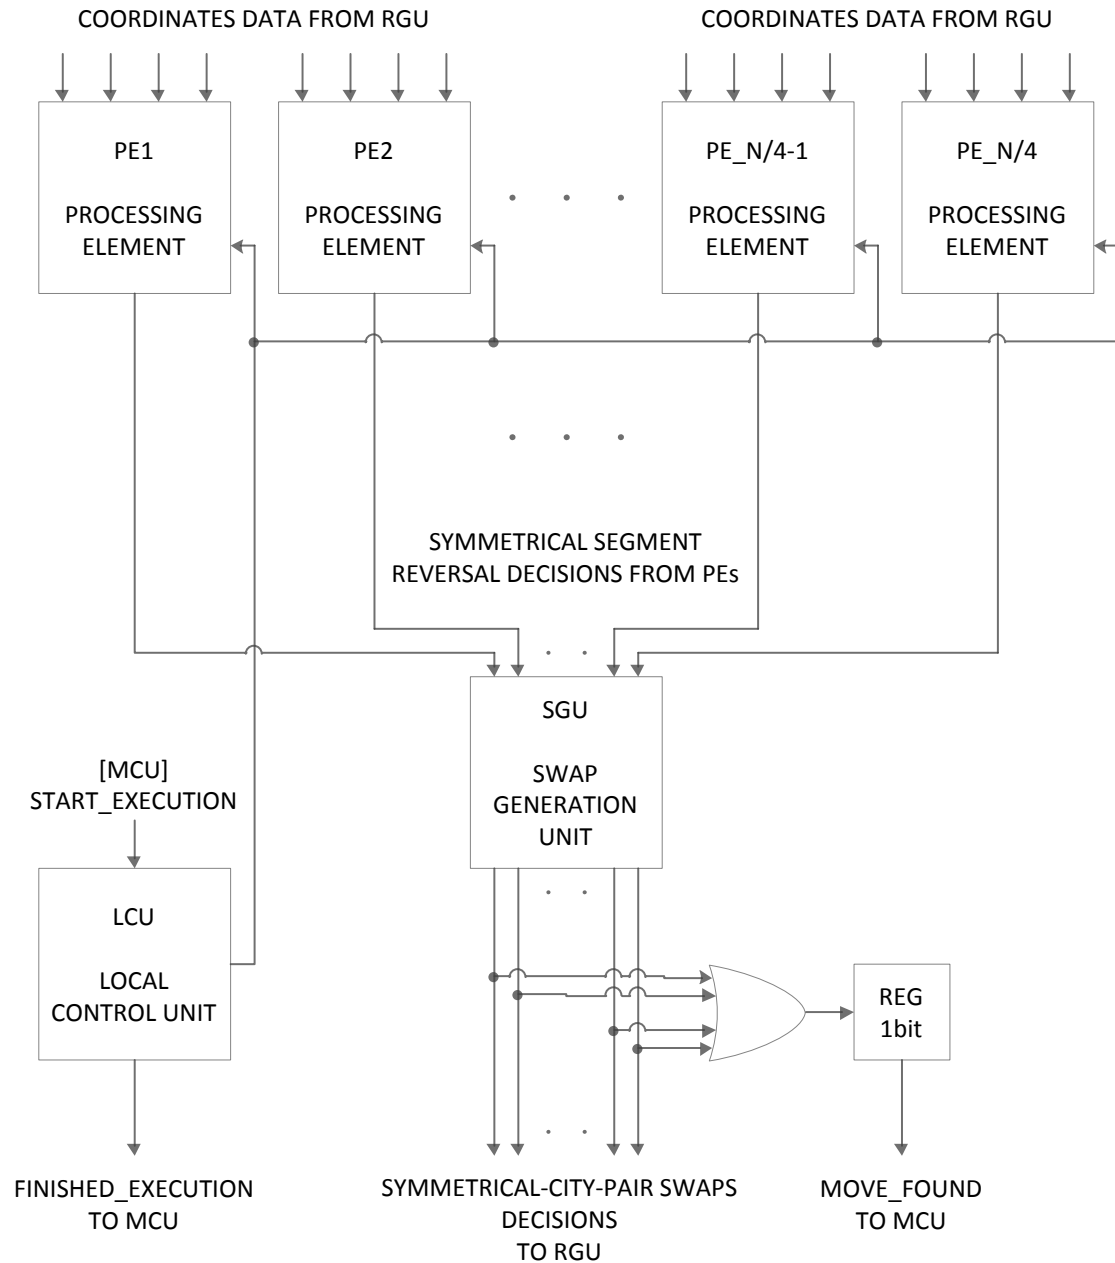 COORDINATES DATA FROM RGU
COORDINATES DATA FROM RGU
PE1
PROCESSING
ELEMENT
PE2
PROCESSING
ELEMENT
PE_N/4-1
PROCESSING
ELEMENT
PE_N/4
PROCESSING
ELEMENT
SYMMETRICAL SEGMENT
REVERSAL DECISIONS FROM PEs
SGU
SWAP
GENERATION
UNIT
[MCU]
START_EXECUTION
LCU
LOCAL
CONTROL UNIT
REG
1bit
FINISHED_EXECUTION
TO MCU
SYMMETRICAL-CITY-PAIR SWAPS
DECISIONS
TO RGU
MOVE_FOUND
TO MCU